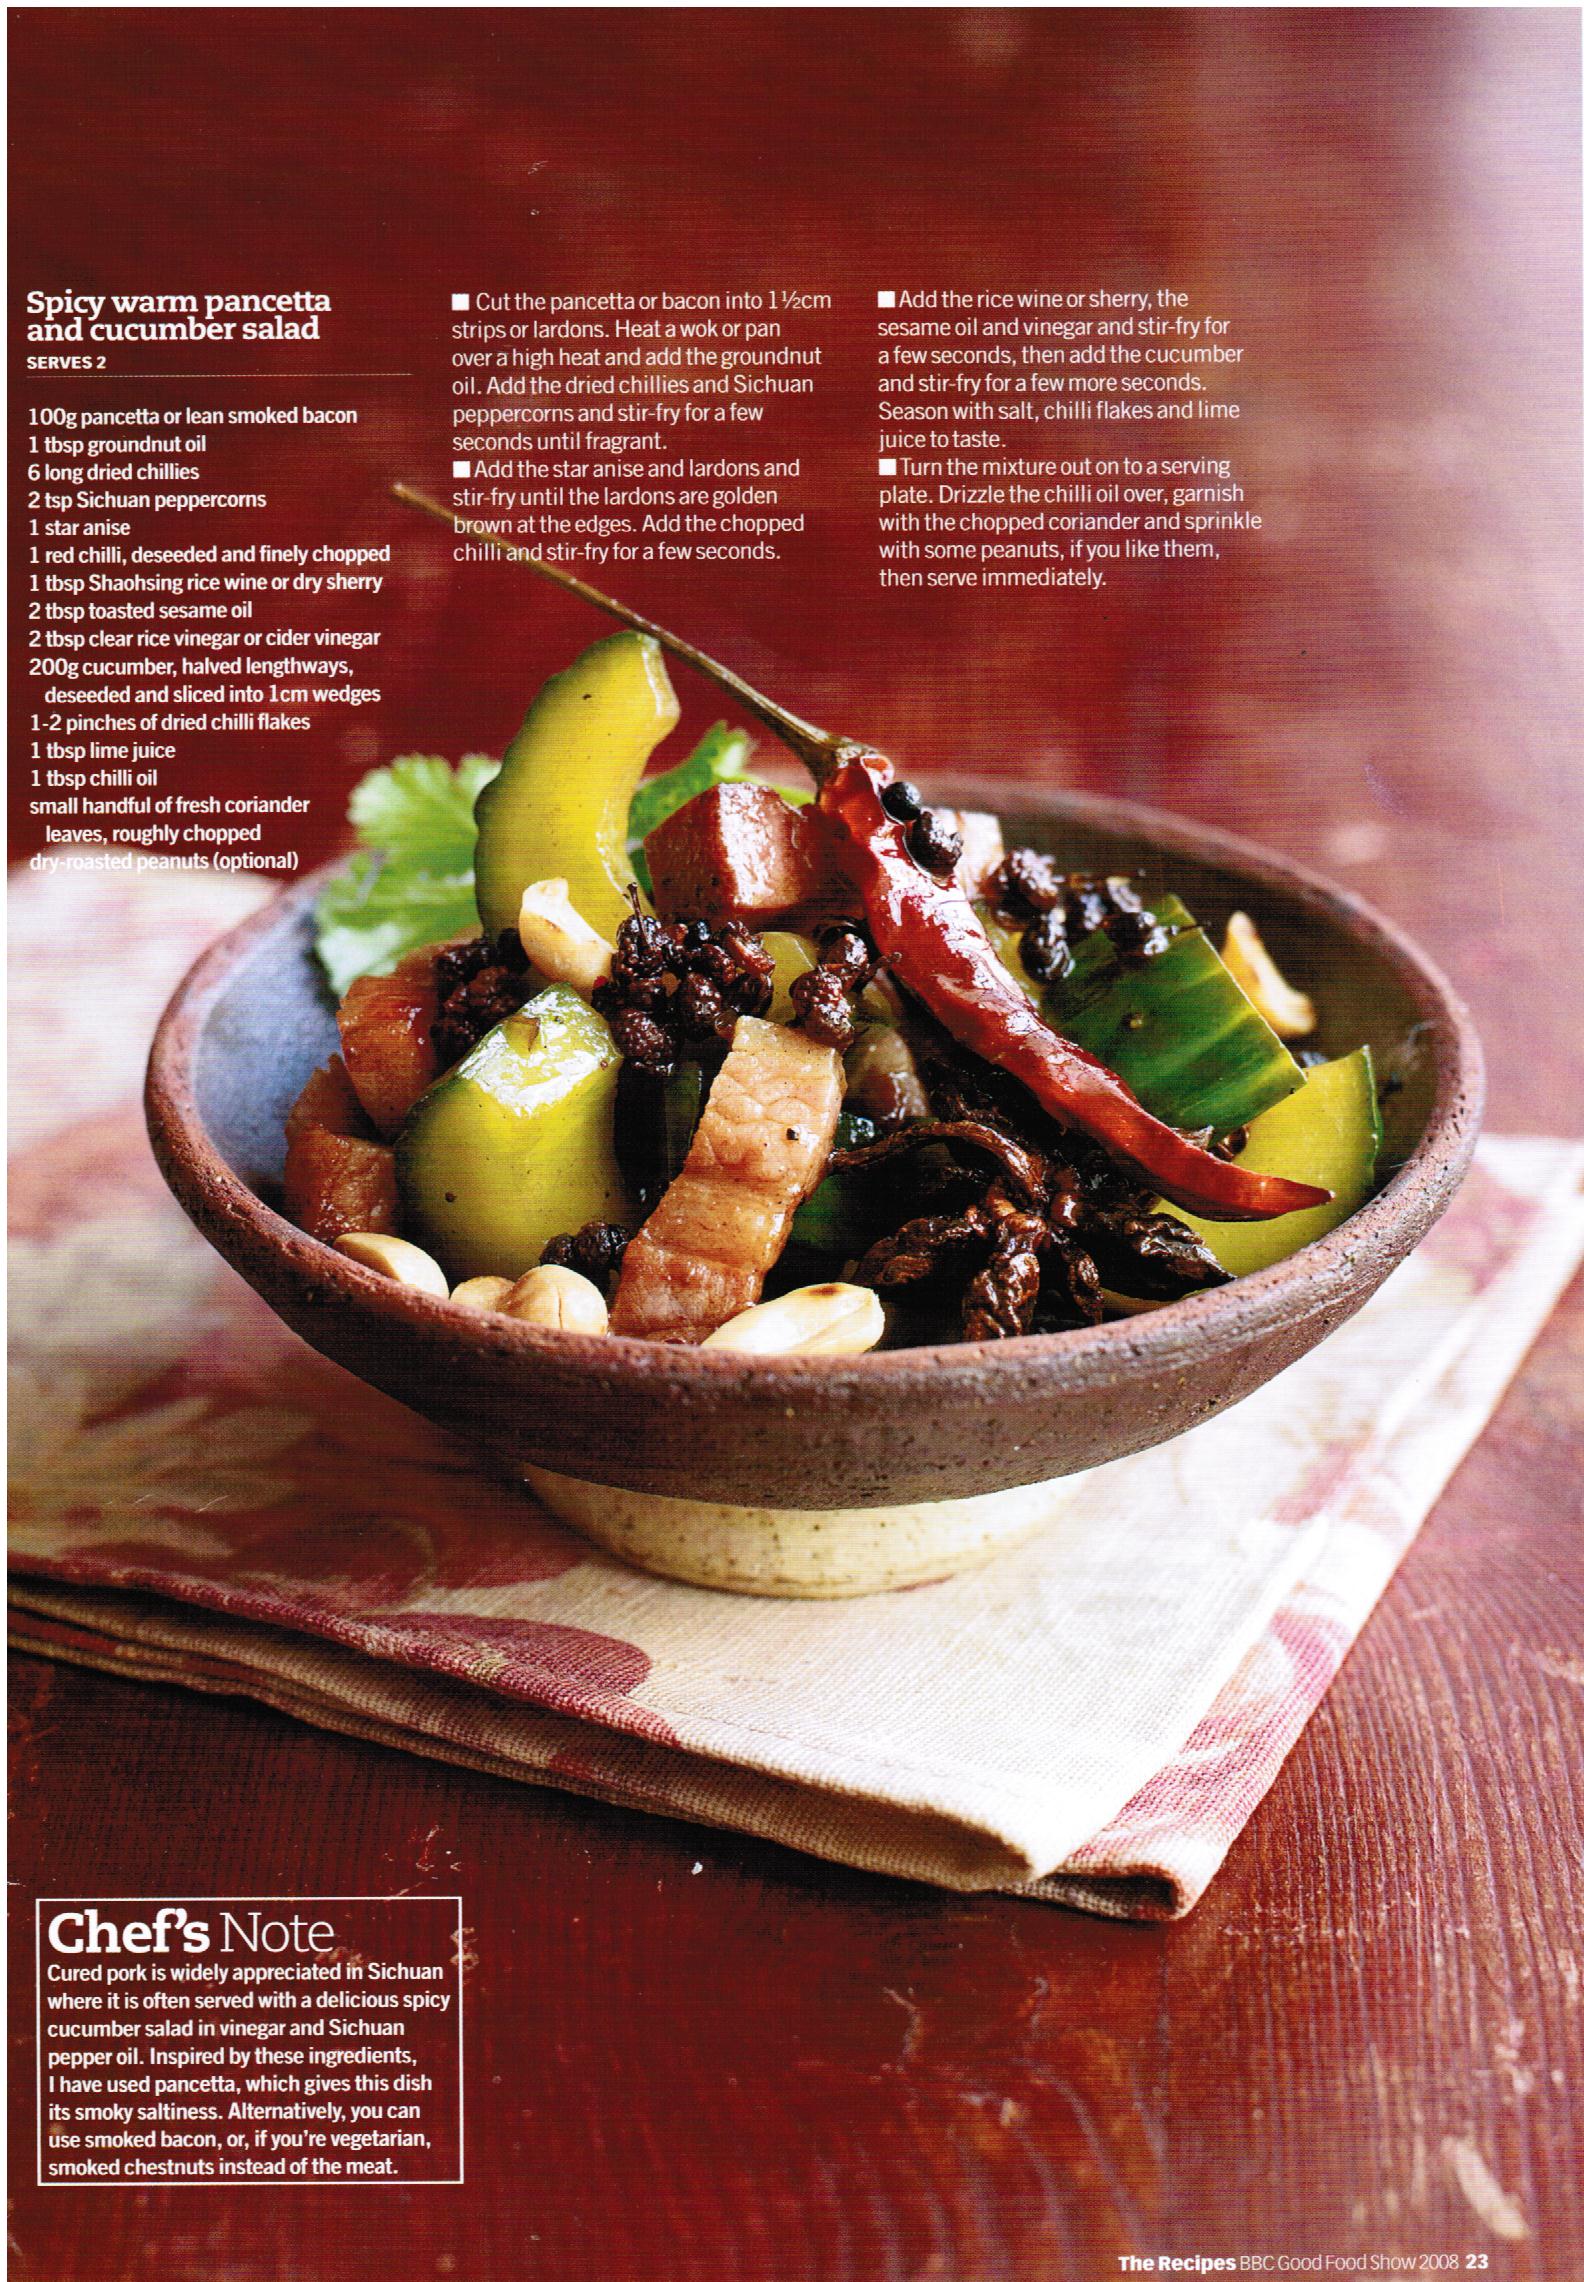 Spicy warm pancetta
and cucumber salad
SERVES 2
100g pancetta or lean smoked bacon
1 tbsp groundnut oil
6 long dried chillies
2 tsp Sichuan peppercorns
1 star anise
1 red chilli, deseeded and finely chopped
1 tbsp Shaohsing rice wine or dry sherry
2 tbsp toasted sesame oil
2 tbsp clear rice vinegar or cider vinegar
200g cucumber, halved lengthways,
deseeded and sliced into 1cm wedges
1-2 pinches of dried chilli flakes
1 tbsp lime juice
1 tbsp chilli oil
small handful of fresh coriander
leaves, roughly chopped
dry-roasted peanuts (optional)
■ Cut the pancetta or bacon into 1½cm
strips or lardons. Heat a wok or pan
over a high heat and add the groundnut
oil. Add the dried chillies and Sichuan
peppercorns and stir-fry for a few
seconds until fragrant.
■ Add the star anise and lardons and
stir-fry until the lardons are golden
brown at the edges. Add the chopped
chilli and stir-fry for a few seconds.
■ Add the rice wine or sherry, the
sesame oil and vinegar and stir-fry for
a few seconds, then add the cucumber
and stir-fry for a few more seconds.
Season with salt, chilli flakes and lime
juice to taste.
■ Turn the mixture out on to a serving
plate. Drizzle the chilli oil over, garnish
with the chopped coriander and sprinkle
with some peanuts, if you like them,
then serve immediately.
Chef's Note
Cured pork is widely appreciated in Sichuan
where it is often served with a delicious spicy
cucumber salad in vinegar and Sichuan
pepper oil. Inspired by these ingredients,
I have used pancetta, which gives this dish
its smoky saltiness. Alternatively, you can
use smoked bacon, or, if you're vegetarian,
smoked chestnuts instead of the meat.
The Recipes BBC Good Food Show 2008 23